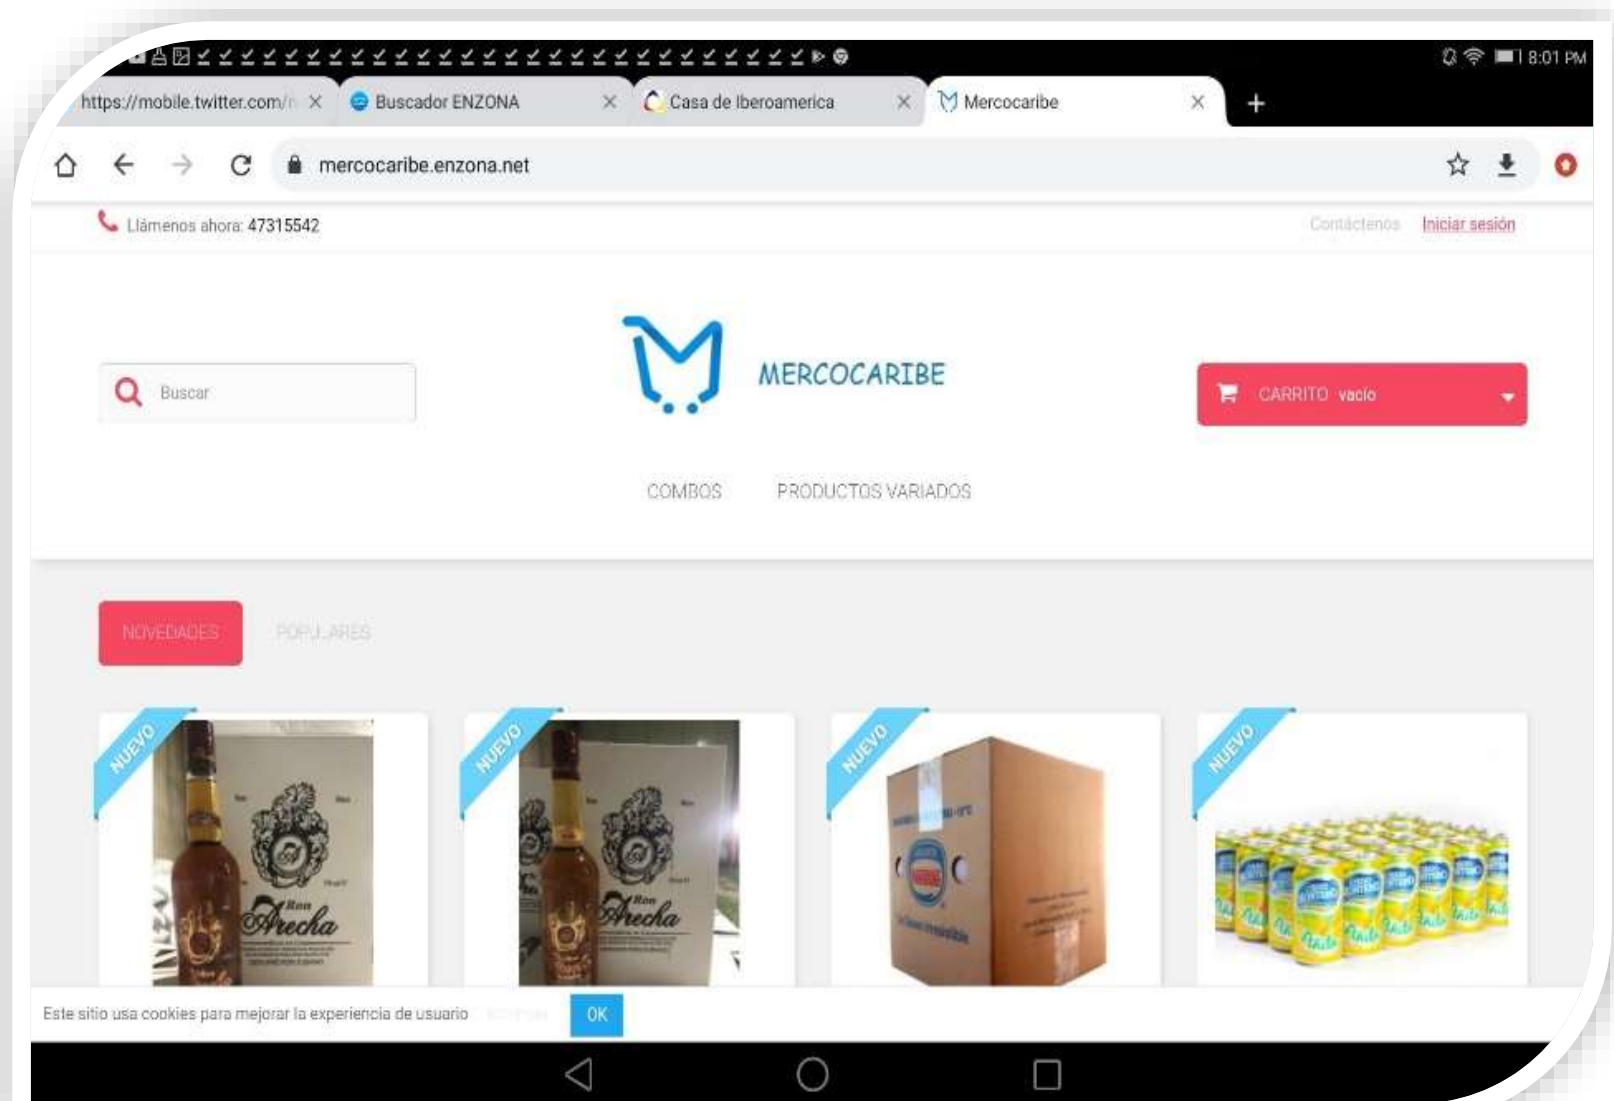 8:01 PM
https://mobile.twitter.com/n
Buscador ENZONA
Casa de Iberoamerica
Mercocaribe
mercocaribe.enzona.net
Llámenos ahora: 47315542
Contáctenos
Iniciar sesión
Buscar
MERCOCARIBE
CARRITO vacío
COMBOS
PRODUCTOS VARIADOS
NOVEDADES
POPULARES
NUEVO
NUEVO
NUEVO
NUEVO
Ron
Arecha
Ron
Arecha
Este sitio usa cookies para mejorar la experiencia de usuario
OK